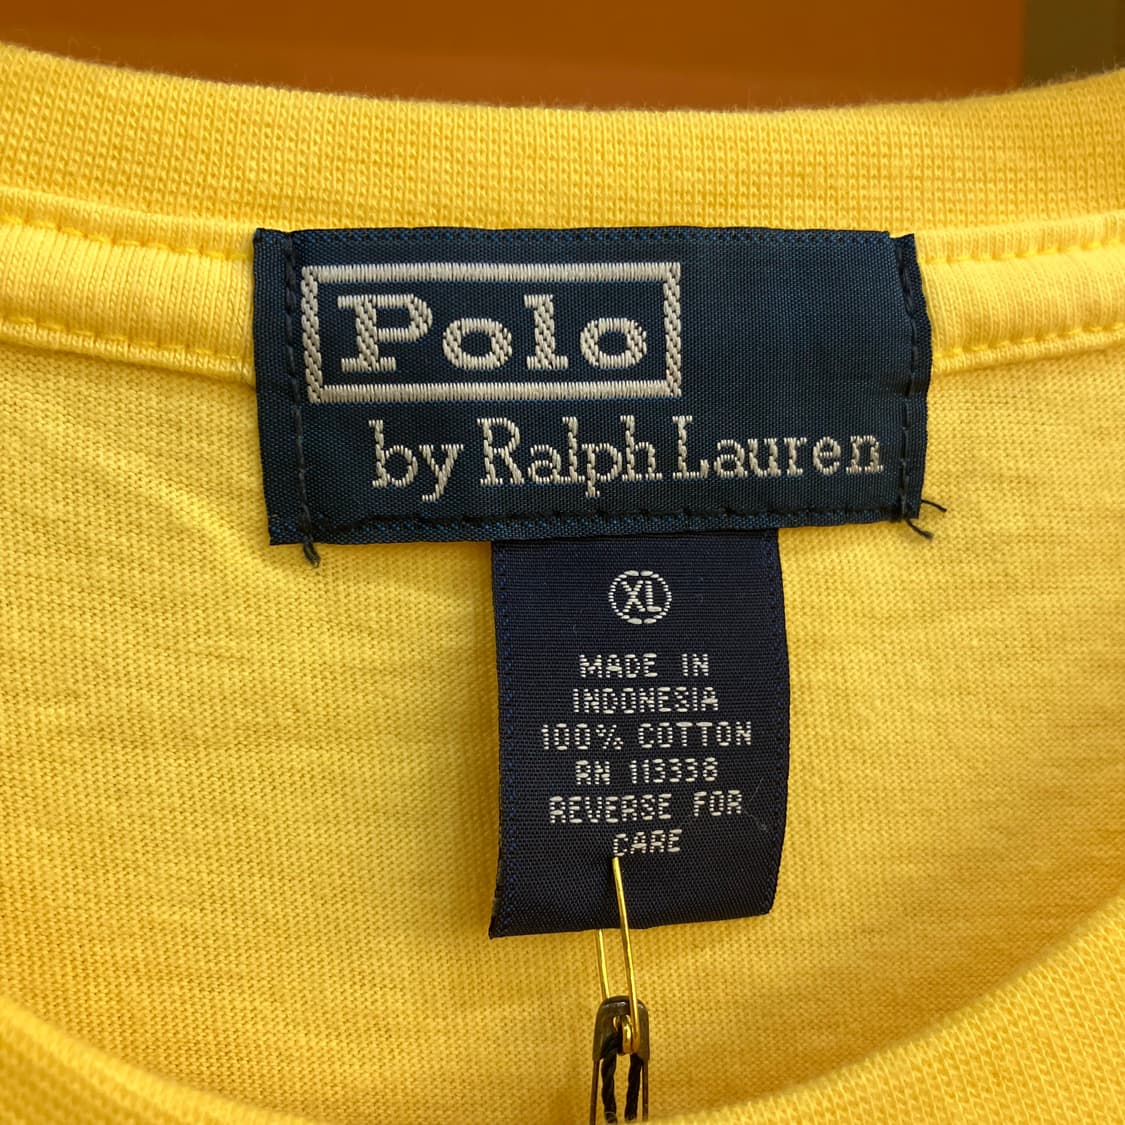 Polo
by Ralph Lauren
XL
MADE IN
INDONESIA
100% COTTON
RN 113338
REVERSE FOR
CARE